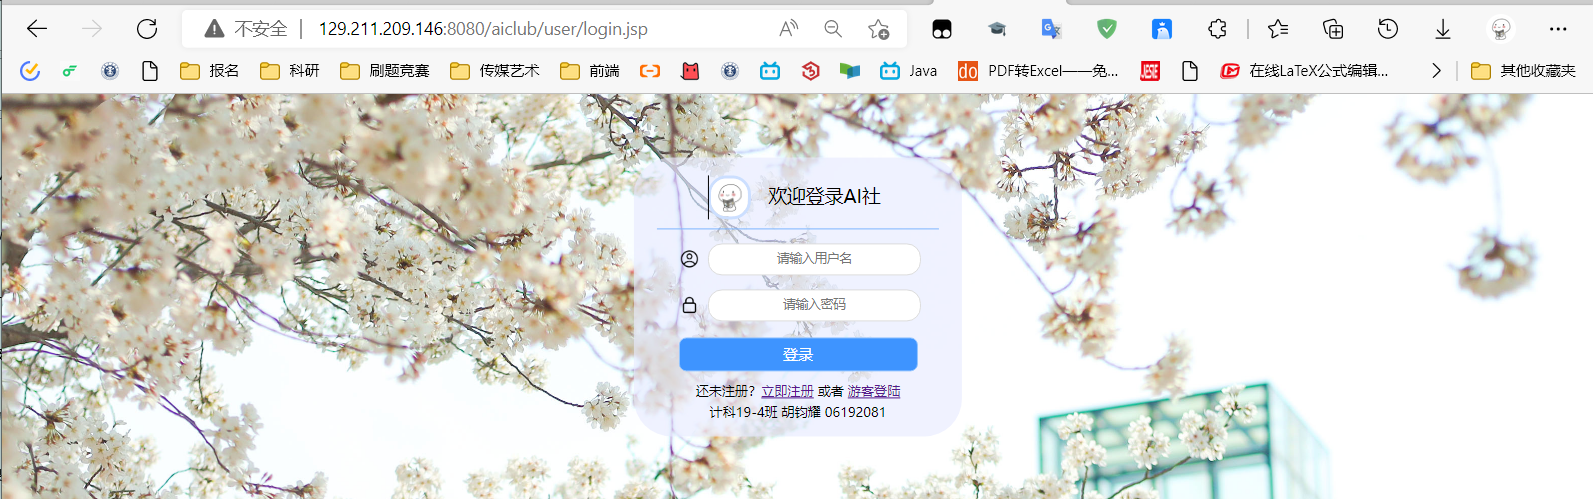 不安全 129.211.209.146:8080/aiclub/user/login.jsp
报名 科研 刷题竞赛 传媒艺术 前端 Java do PDF转Excel——免... 在线LaTeX公式编辑... 其他收藏夹
欢迎登录AI社
请输入用户名
请输入密码
登录
还未注册？立即注册 或者 游客登陆
计科19-4班 胡钧耀 06192081